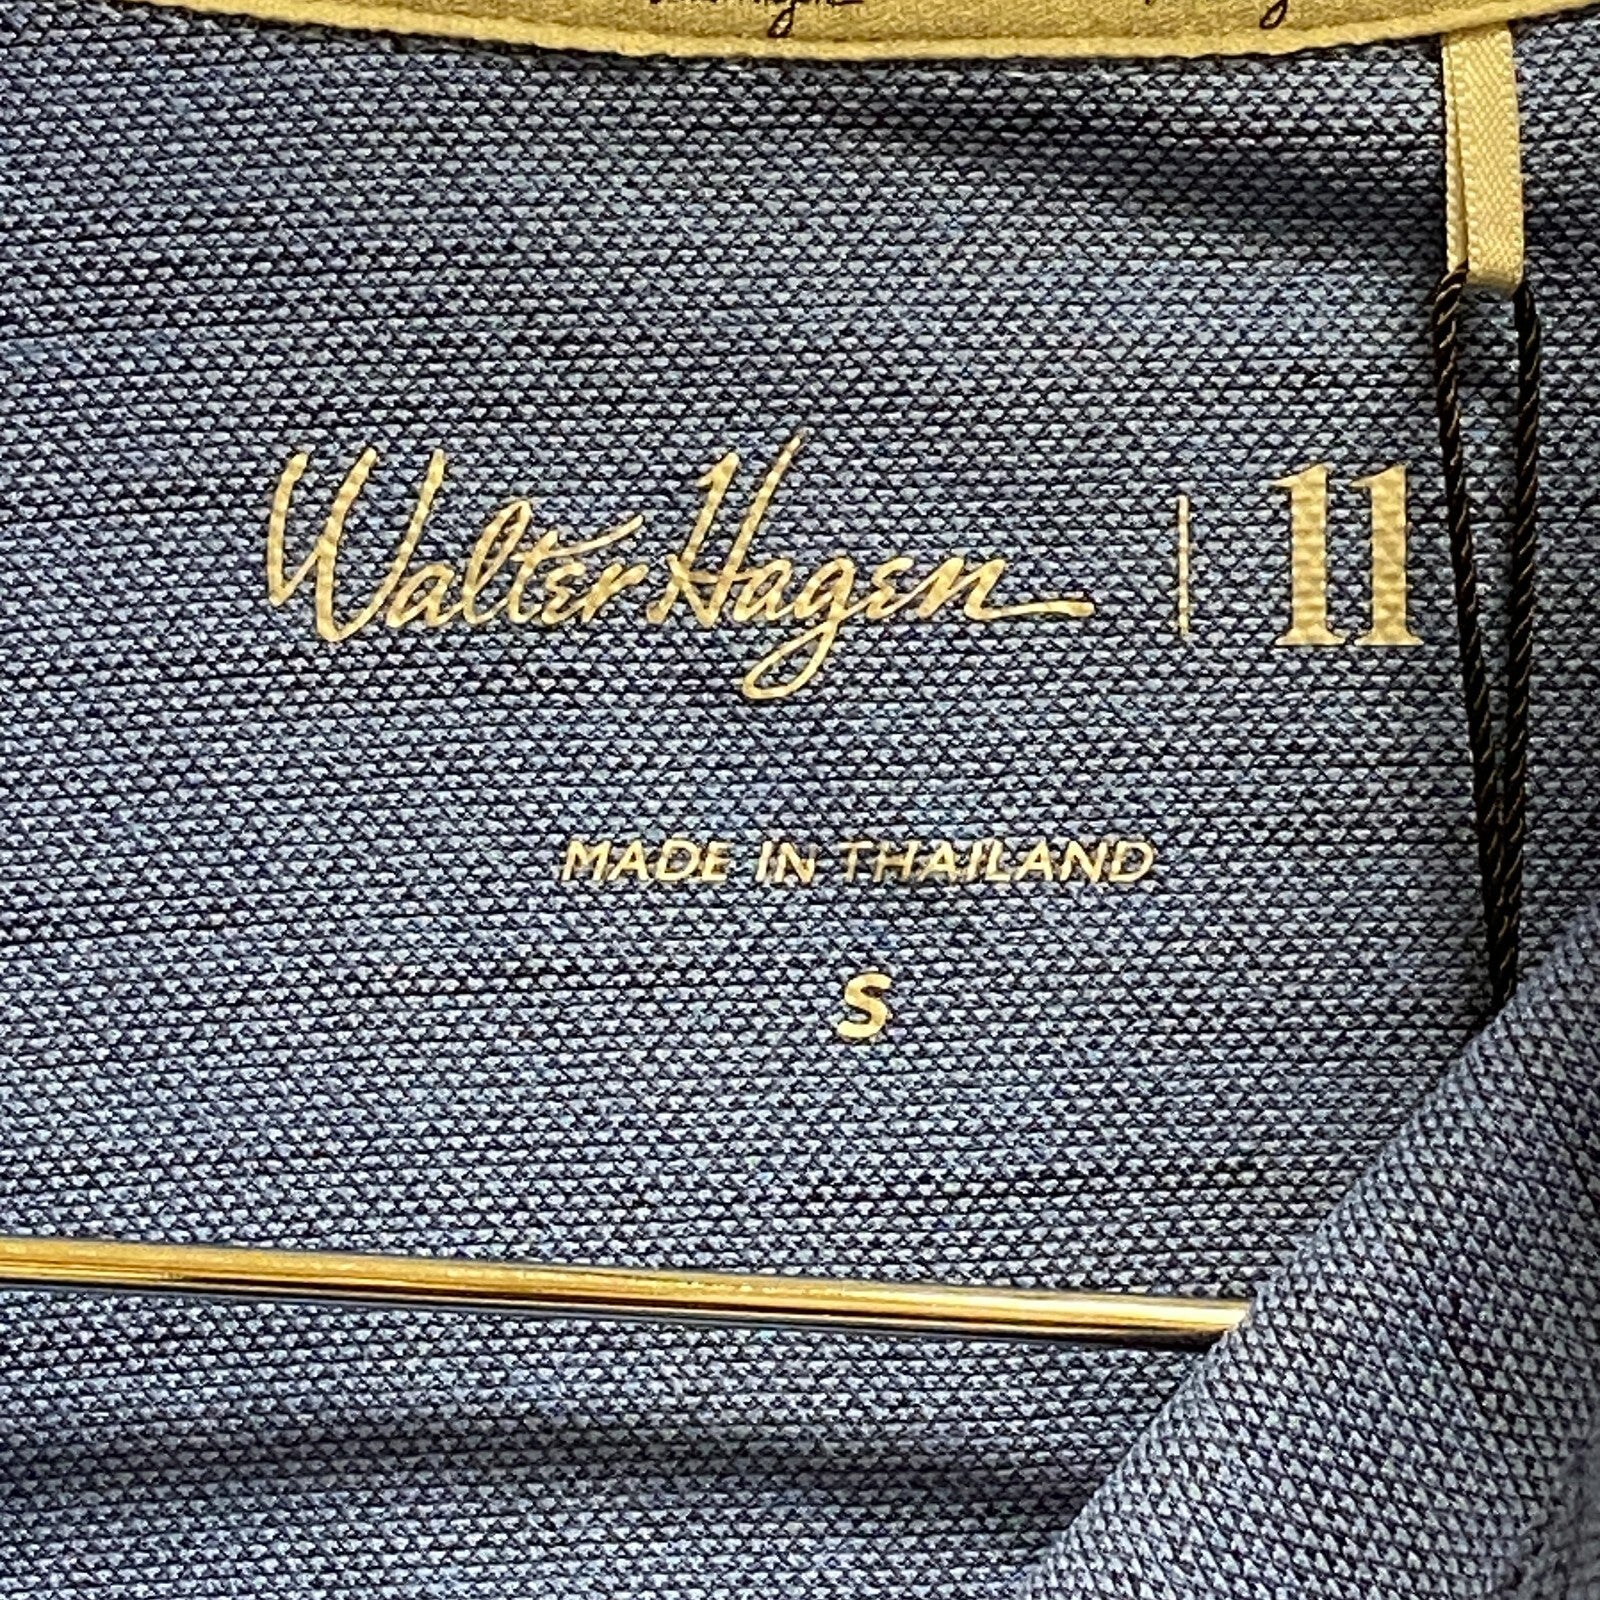 Walter Hagen | 11
MADE IN THAILAND
S